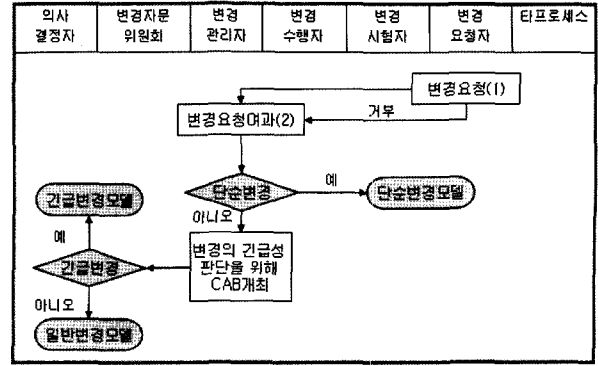 의사
결정자
변경자문
위원회
변경
관리자
변경
수행자
변경
시험자
변경
요청자
타프로세스
변경요청(1)
변경요청여과(2)
거부
단순변경
예
단순변경모델
아니오
긴급변경모델
변경의 긴급성
판단을 위해
CAB개최
예
긴급변경
아니오
일반변경모델